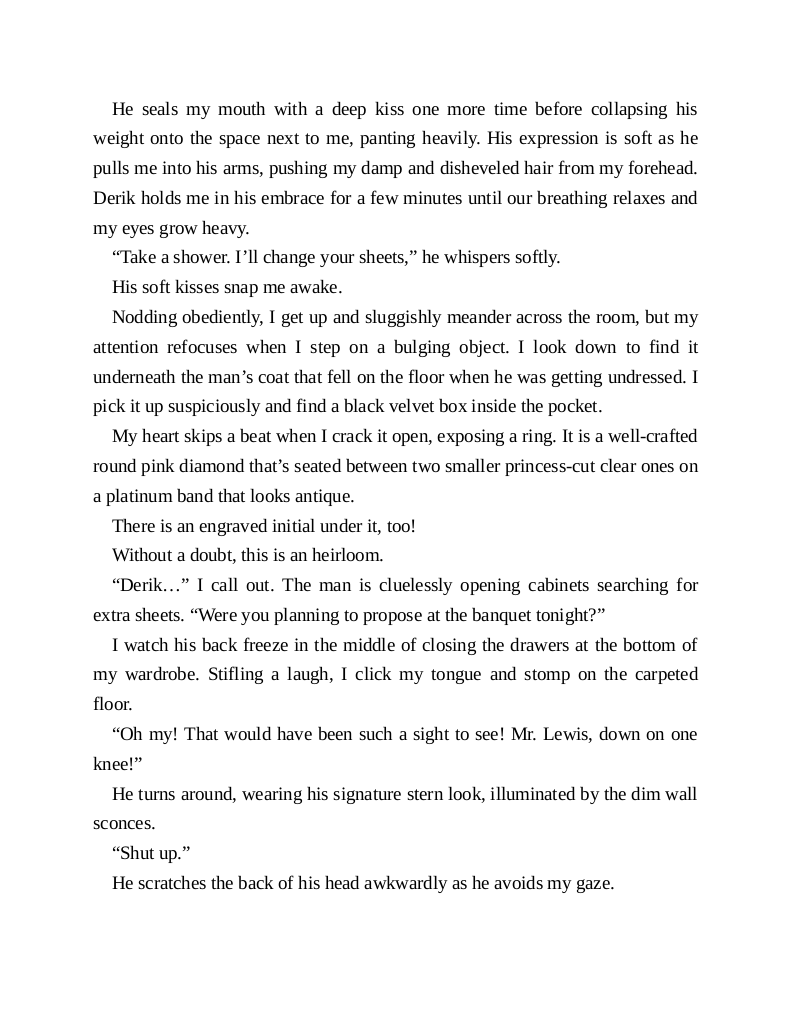 He seals my mouth with a deep kiss one more time before collapsing his
weight onto the space next to me, panting heavily. His expression is soft as he
pulls me into his arms, pushing my damp and disheveled hair from my forehead.
Derik holds me in his embrace for a few minutes until our breathing relaxes and
my eyes grow heavy.
“Take a shower. I’ll change your sheets,” he whispers softly.
His soft kisses snap me awake.
Nodding obediently, I get up and sluggishly meander across the room, but my
attention refocuses when I step on a bulging object. I look down to find it
underneath the man’s coat that fell on the floor when he was getting undressed. I
pick it up suspiciously and find a black velvet box inside the pocket.
My heart skips a beat when I crack it open, exposing a ring. It is a well-crafted
round pink diamond that’s seated between two smaller princess-cut clear ones on
a platinum band that looks antique.
There is an engraved initial under it, too!
Without a doubt, this is an heirloom.
“Derik…” I call out. The man is cluelessly opening cabinets searching for
extra sheets. “Were you planning to propose at the banquet tonight?”
I watch his back freeze in the middle of closing the drawers at the bottom of
my wardrobe. Stifling a laugh, I click my tongue and stomp on the carpeted
floor.
“Oh my! That would have been such a sight to see! Mr. Lewis, down on one
knee!”
He turns around, wearing his signature stern look, illuminated by the dim wall
sconces.
“Shut up.”
He scratches the back of his head awkwardly as he avoids my gaze.